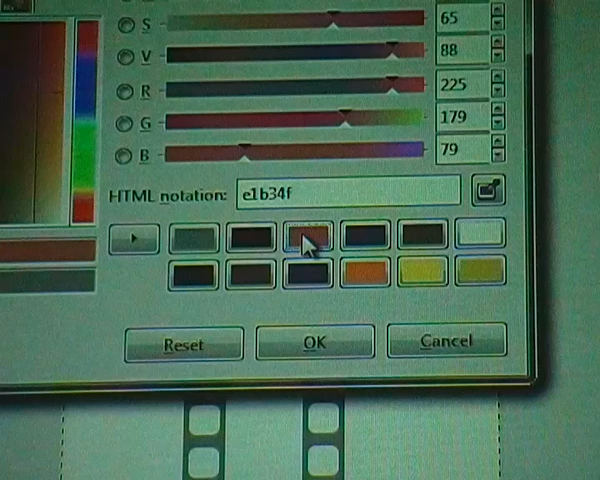 S 65
V 88
R 225
G 179
B 79
HTML notation: e1b34f
Reset OK Cancel